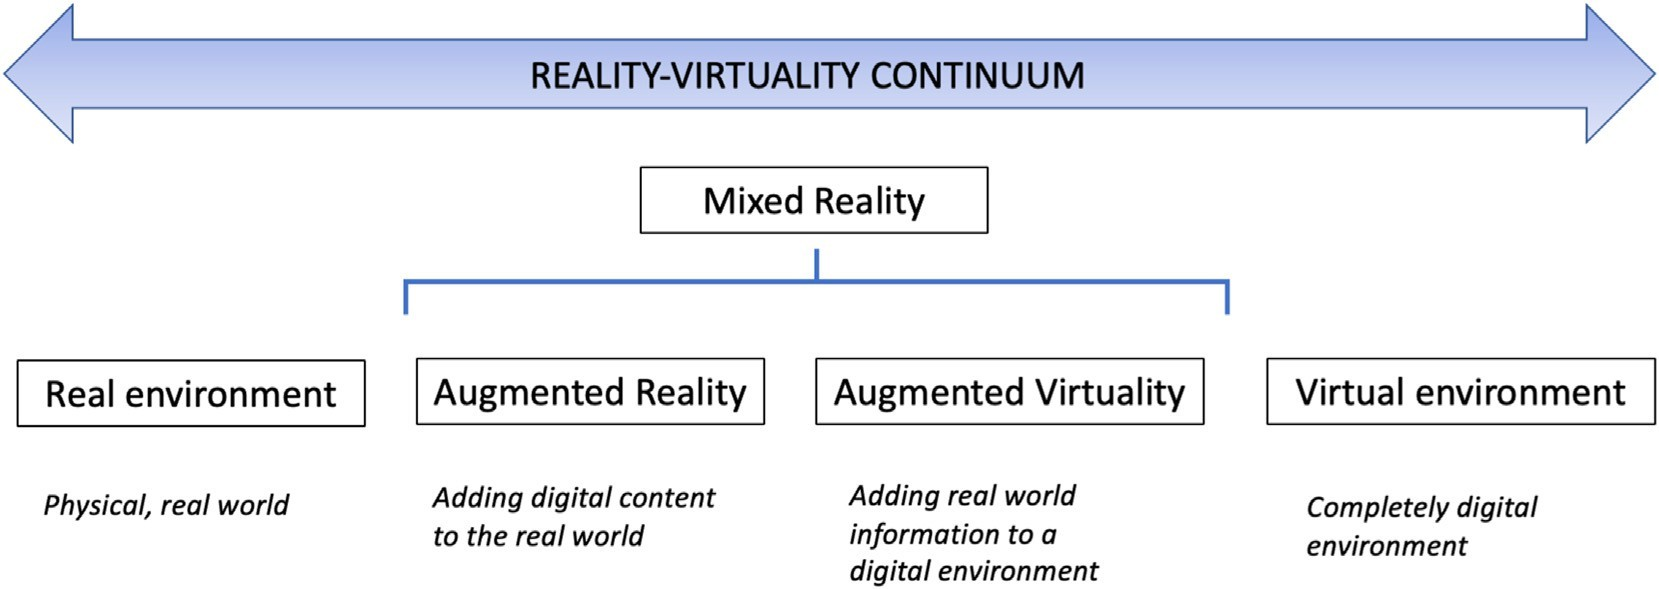 REALITY-VIRTUALITY CONTINUUM
Mixed Reality
Real environment
Augmented Reality
Augmented Virtuality
Virtual environment
Physical, real world
Adding digital content
to the real world
Adding real world
information to a
digital environment
Completely digital
environment